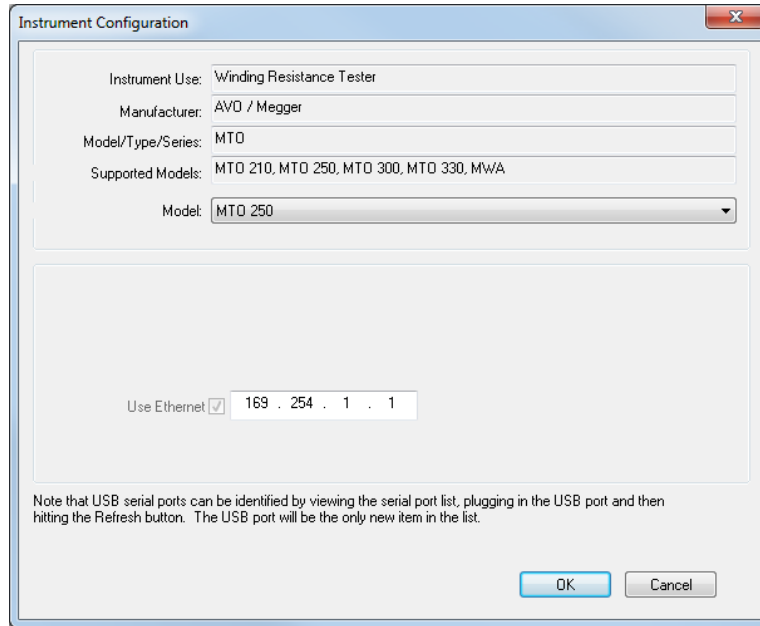 Instrument Configuration
Instrument Use: Winding Resistance Tester
Manufacturer: AVO / Megger
Model/Type/Series: MTO
Supported Models: MTO 210, MTO 250, MTO 300, MTO 330, MWA
Model: MTO 250
Use Ethernet 169 . 254 . 1 . 1
Note that USB serial ports can be identified by viewing the serial port list, plugging in the USB port and then
hitting the Refresh button. The USB port will be the only new item in the list.
OK Cancel